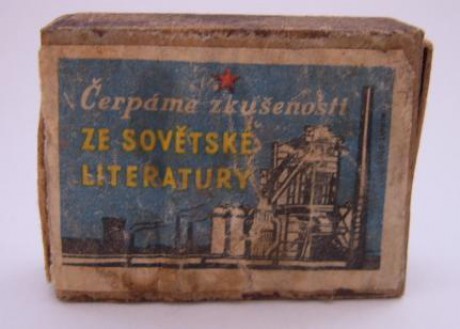 Čerpáme zkušenosti
ZE SOVĚTSKÉ
LITERATURY